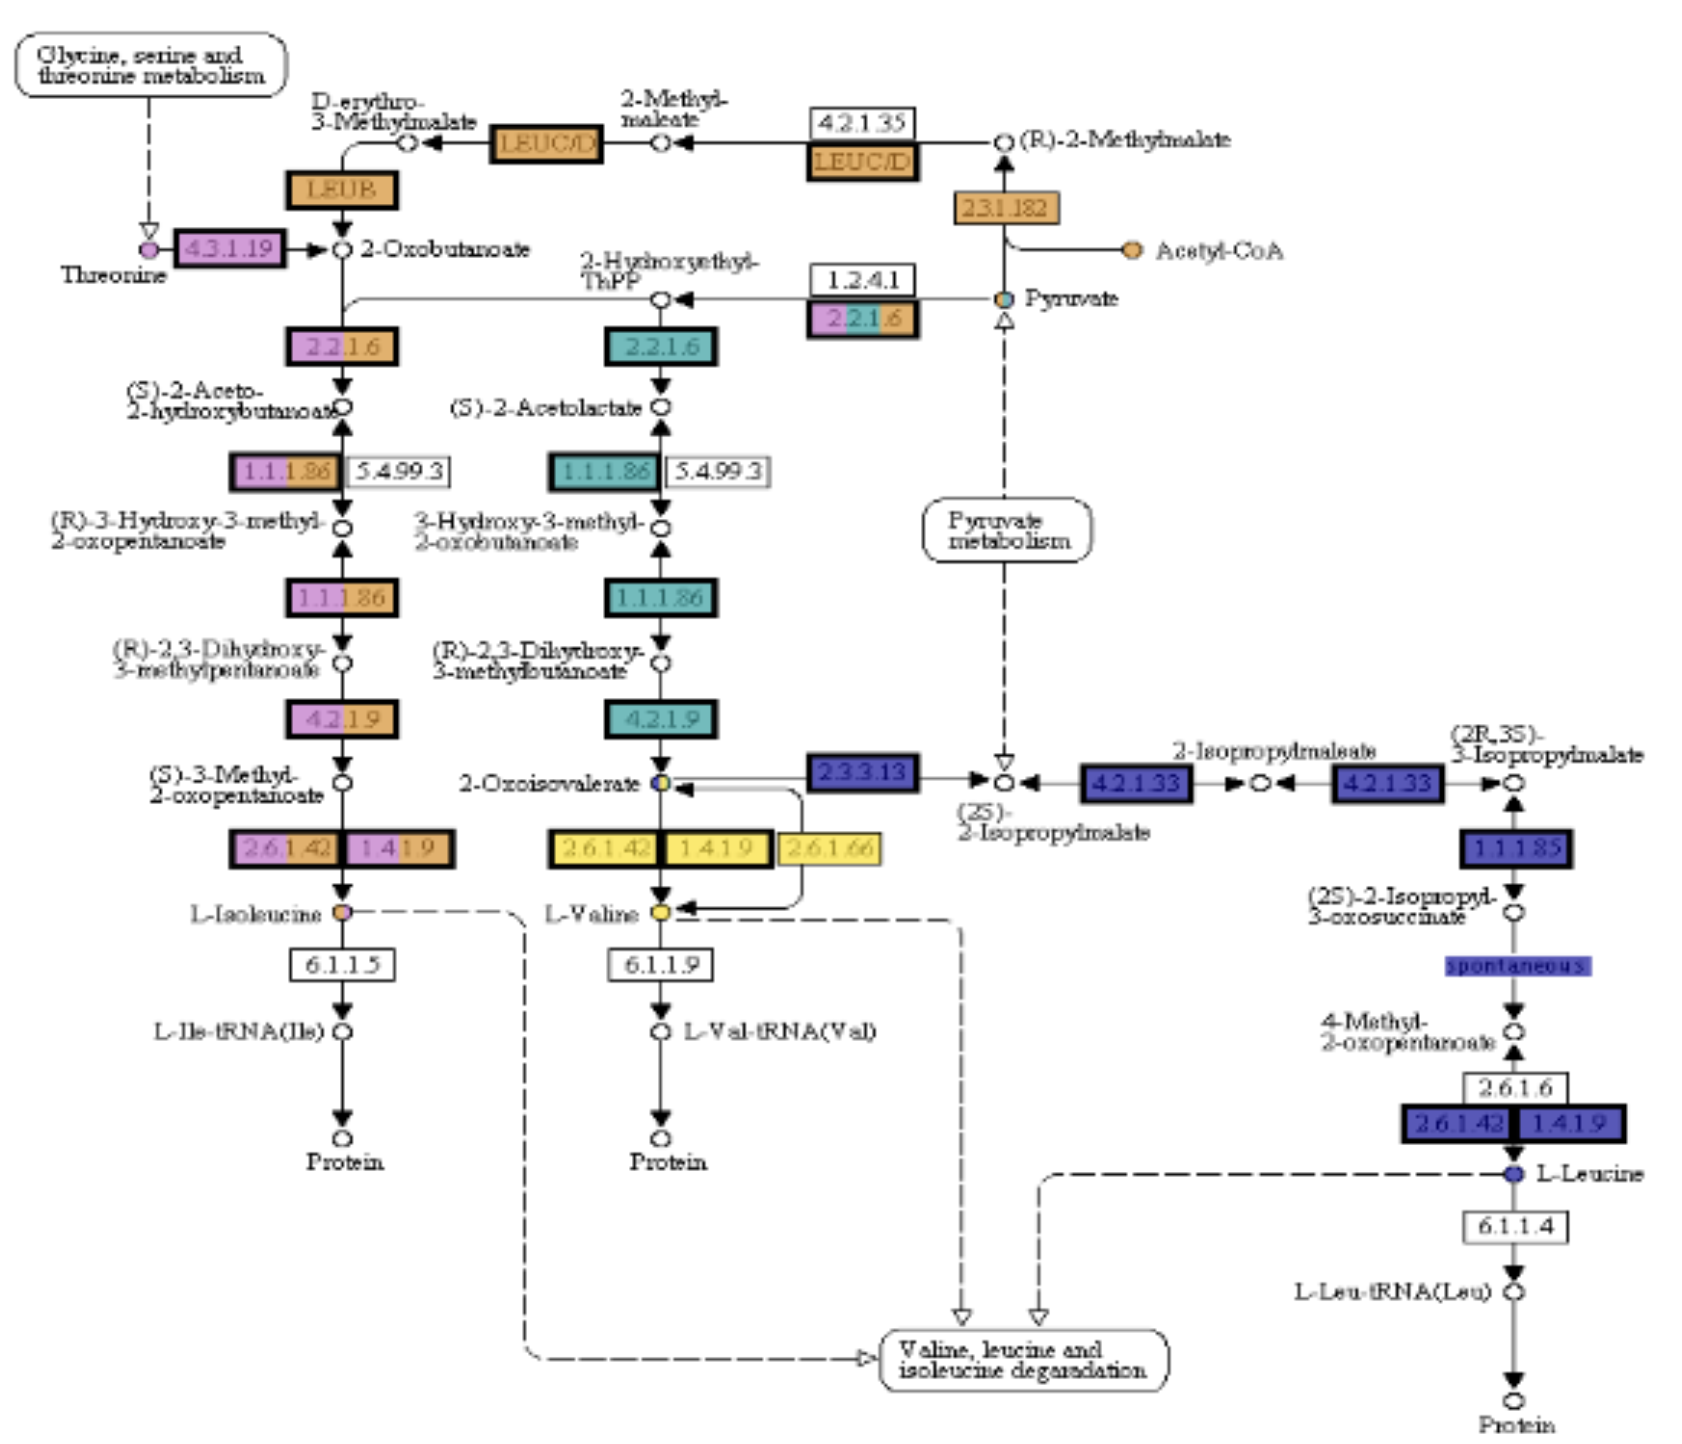 Glycine, serine and
threonine metabolism
D-erythro-
3-Methylmalate
2-Methyl-
maleate
4.2.1.35
LEUC/D
LEUC/D
(R)-2-Methylmalate
LEUB
2.3.1.182
Threonine
4.3.1.19
2-Oxobutanoate
Acetyl-CoA
2-Hydroxyethyl-
ThPP
1.2.4.1
2.2.1.6
Pyruvate
2.2.1.6
2.2.1.6
(S)-2-Aceto-
2-hydroxybutanoate
(S)-2-Acetolactate
1.1.1.86
5.4.99.3
1.1.1.86
5.4.99.3
(R)-3-Hydroxy-3-methyl-
2-oxopentanoate
3-Hydroxy-3-methyl-
2-oxobutanoate
Pyruvate
metabolism
1.1.1.86
1.1.1.86
(R)-2,3-Dihydroxy-
3-methylpentanoate
(R)-2,3-Dihydroxy-
3-methylbutanoate
4.2.1.9
4.2.1.9
(S)-3-Methyl-
2-oxopentanoate
2-Oxoisovalerate
2.3.3.13
(2S)-
2-Isopropylmalate
4.2.1.33
2-Isopropylmaleate
4.2.1.33
(2R,3S)-
3-Isopropylmalate
2.6.1.42
1.4.1.9
2.6.1.42
1.4.1.9
2.6.1.66
1.1.1.85
L-Isoleucine
L-Valine
(2S)-2-Isopropyl-
3-oxosuccinate
6.1.1.5
6.1.1.9
spontaneous
L-Ile-tRNA(Ile)
L-Val-tRNA(Val)
4-Methyl-
2-oxopentanoate
2.6.1.6
2.6.1.42
1.4.1.9
Protein
Protein
L-Leucine
6.1.1.4
L-Leu-tRNA(Leu)
Valine, leucine and
isoleucine degaradation
Protein